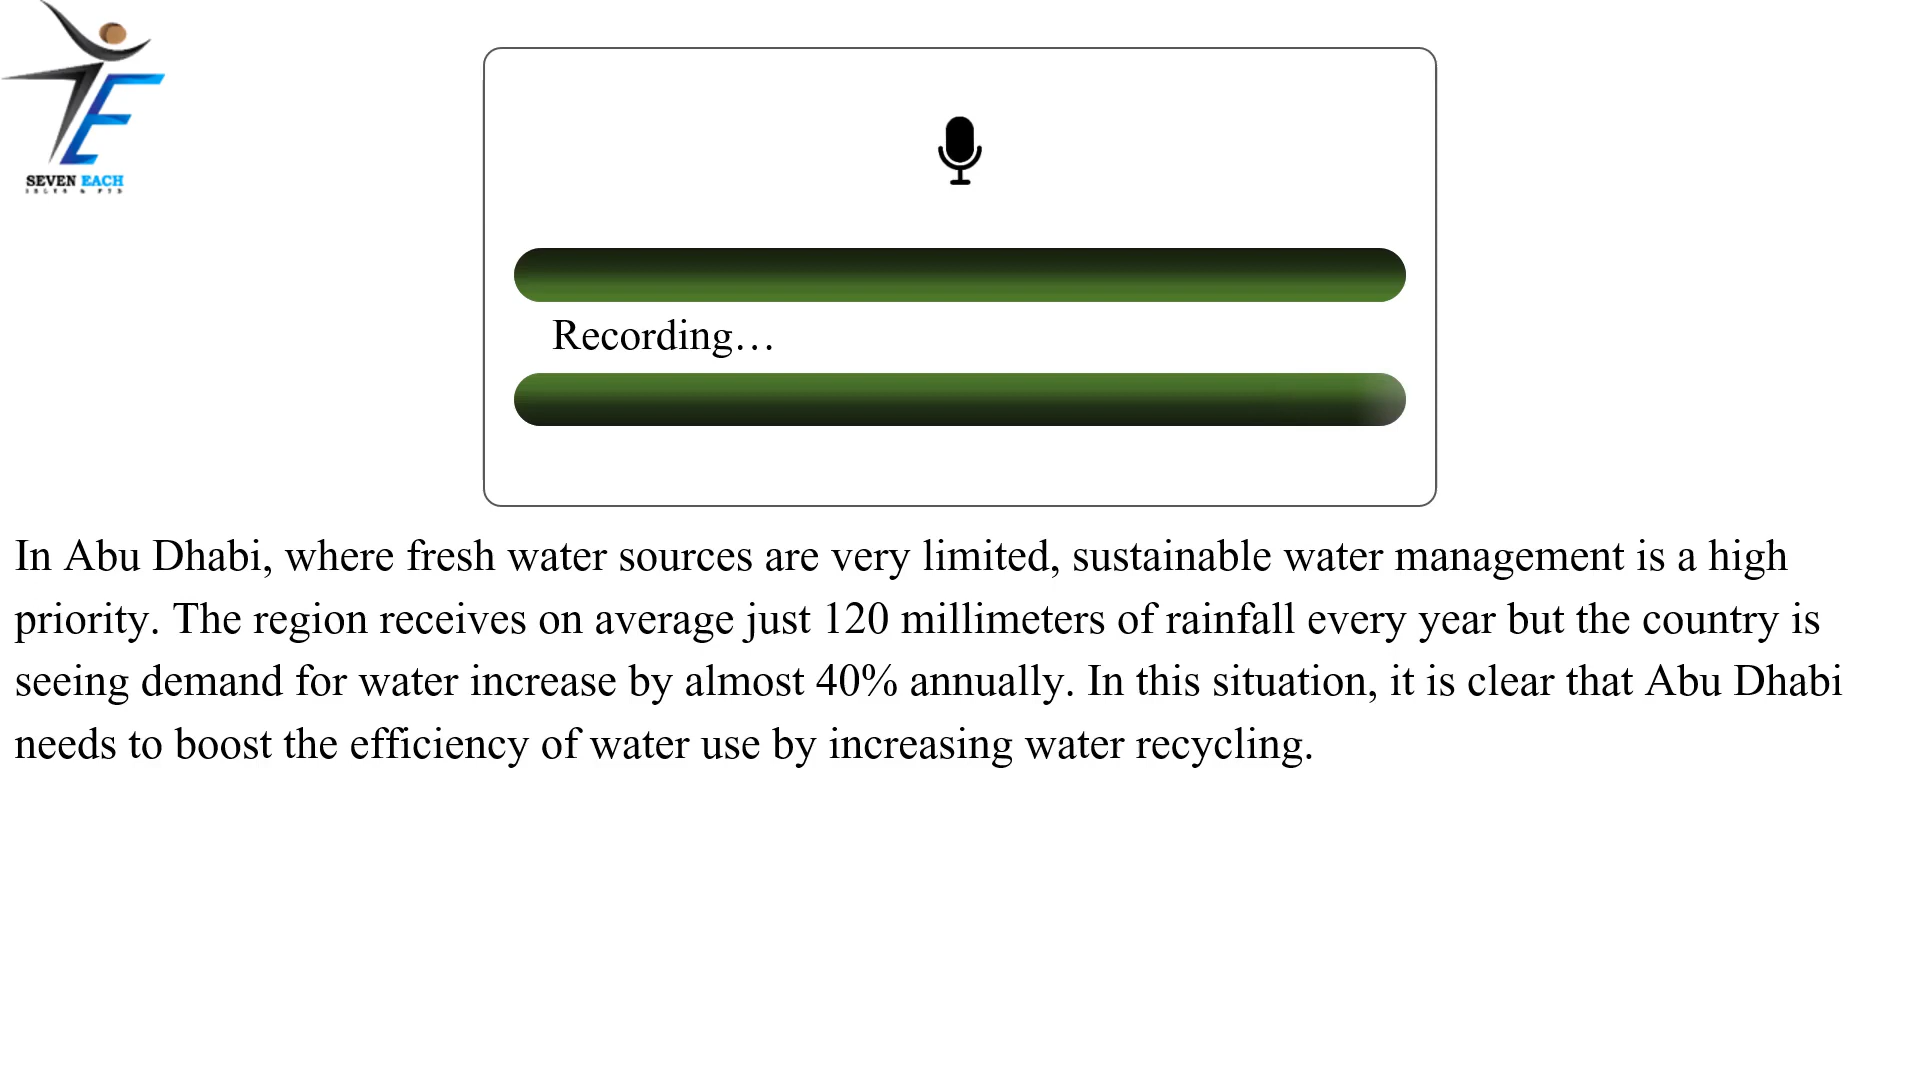 SEVEN EACH
Recording…
In Abu Dhabi, where fresh water sources are very limited, sustainable water management is a high
priority. The region receives on average just 120 millimeters of rainfall every year but the country is
seeing demand for water increase by almost 40% annually. In this situation, it is clear that Abu Dhabi
needs to boost the efficiency of water use by increasing water recycling.